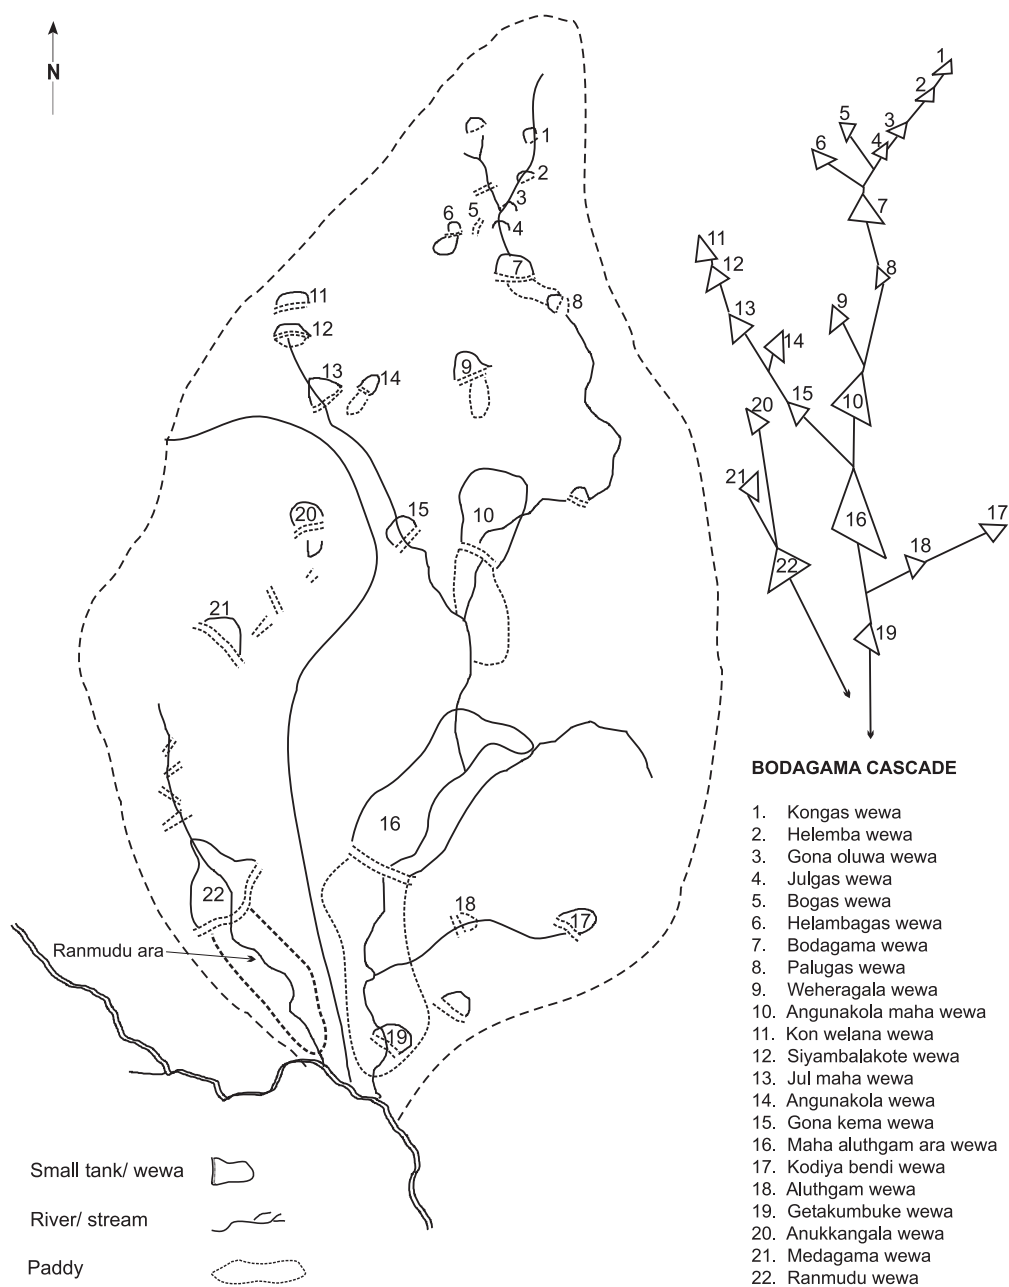 N
1
2
3
4
5
6
7
8
9
10
11
12
13
14
15
16
17
18
19
20
21
22
Ranmudu ara
1
2
3
4
5
6
7
8
9
10
11
12
13
14
15
16
17
18
19
20
21
22
BODAGAMA CASCADE
1. Kongas wewa
2. Helemba wewa
3. Gona oluwa wewa
4. Julgas wewa
5. Bogas wewa
6. Helambagas wewa
7. Bodagama wewa
8. Palugas wewa
9. Weheragala wewa
10. Angunakola maha wewa
11. Kon welana wewa
12. Siyambalakote wewa
13. Jul maha wewa
14. Angunakola wewa
15. Gona kema wewa
16. Maha aluthgam ara wewa
17. Kodiya bendi wewa
18. Aluthgam wewa
19. Getakumbuke wewa
20. Anukkangala wewa
21. Medagama wewa
22. Ranmudu wewa
Small tank/ wewa
River/ stream
Paddy